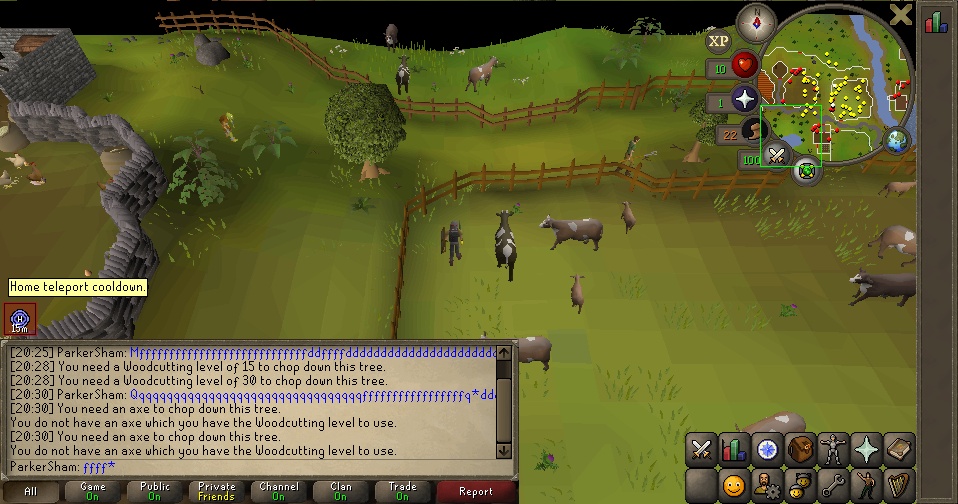 N
XP
10
1
22
100
Home teleport cooldown.
15m
[20:25] ParkerSham:
[20:28] You need a Woodcutting level of 15 to chop down this tree.
[20:28] You need a Woodcutting level of 30 to chop down this tree.
[20:30] ParkerSham:
[20:30] You need an axe to chop down this tree.
You do not have an axe which you have the Woodcutting level to use.
[20:30] You need an axe to chop down this tree.
You do not have an axe which you have the Woodcutting level to use.
ParkerSham: ffff*
All
Game
On
Public
On
Private
Friends
Channel
On
Clan
On
Trade
On
Report